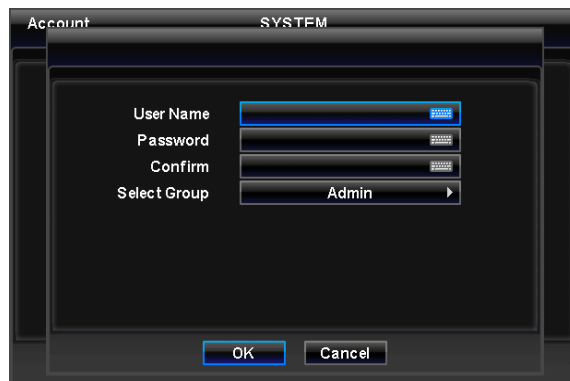 Account SYSTEM
User Name
Password
Confirm
Select Group Admin
OK Cancel